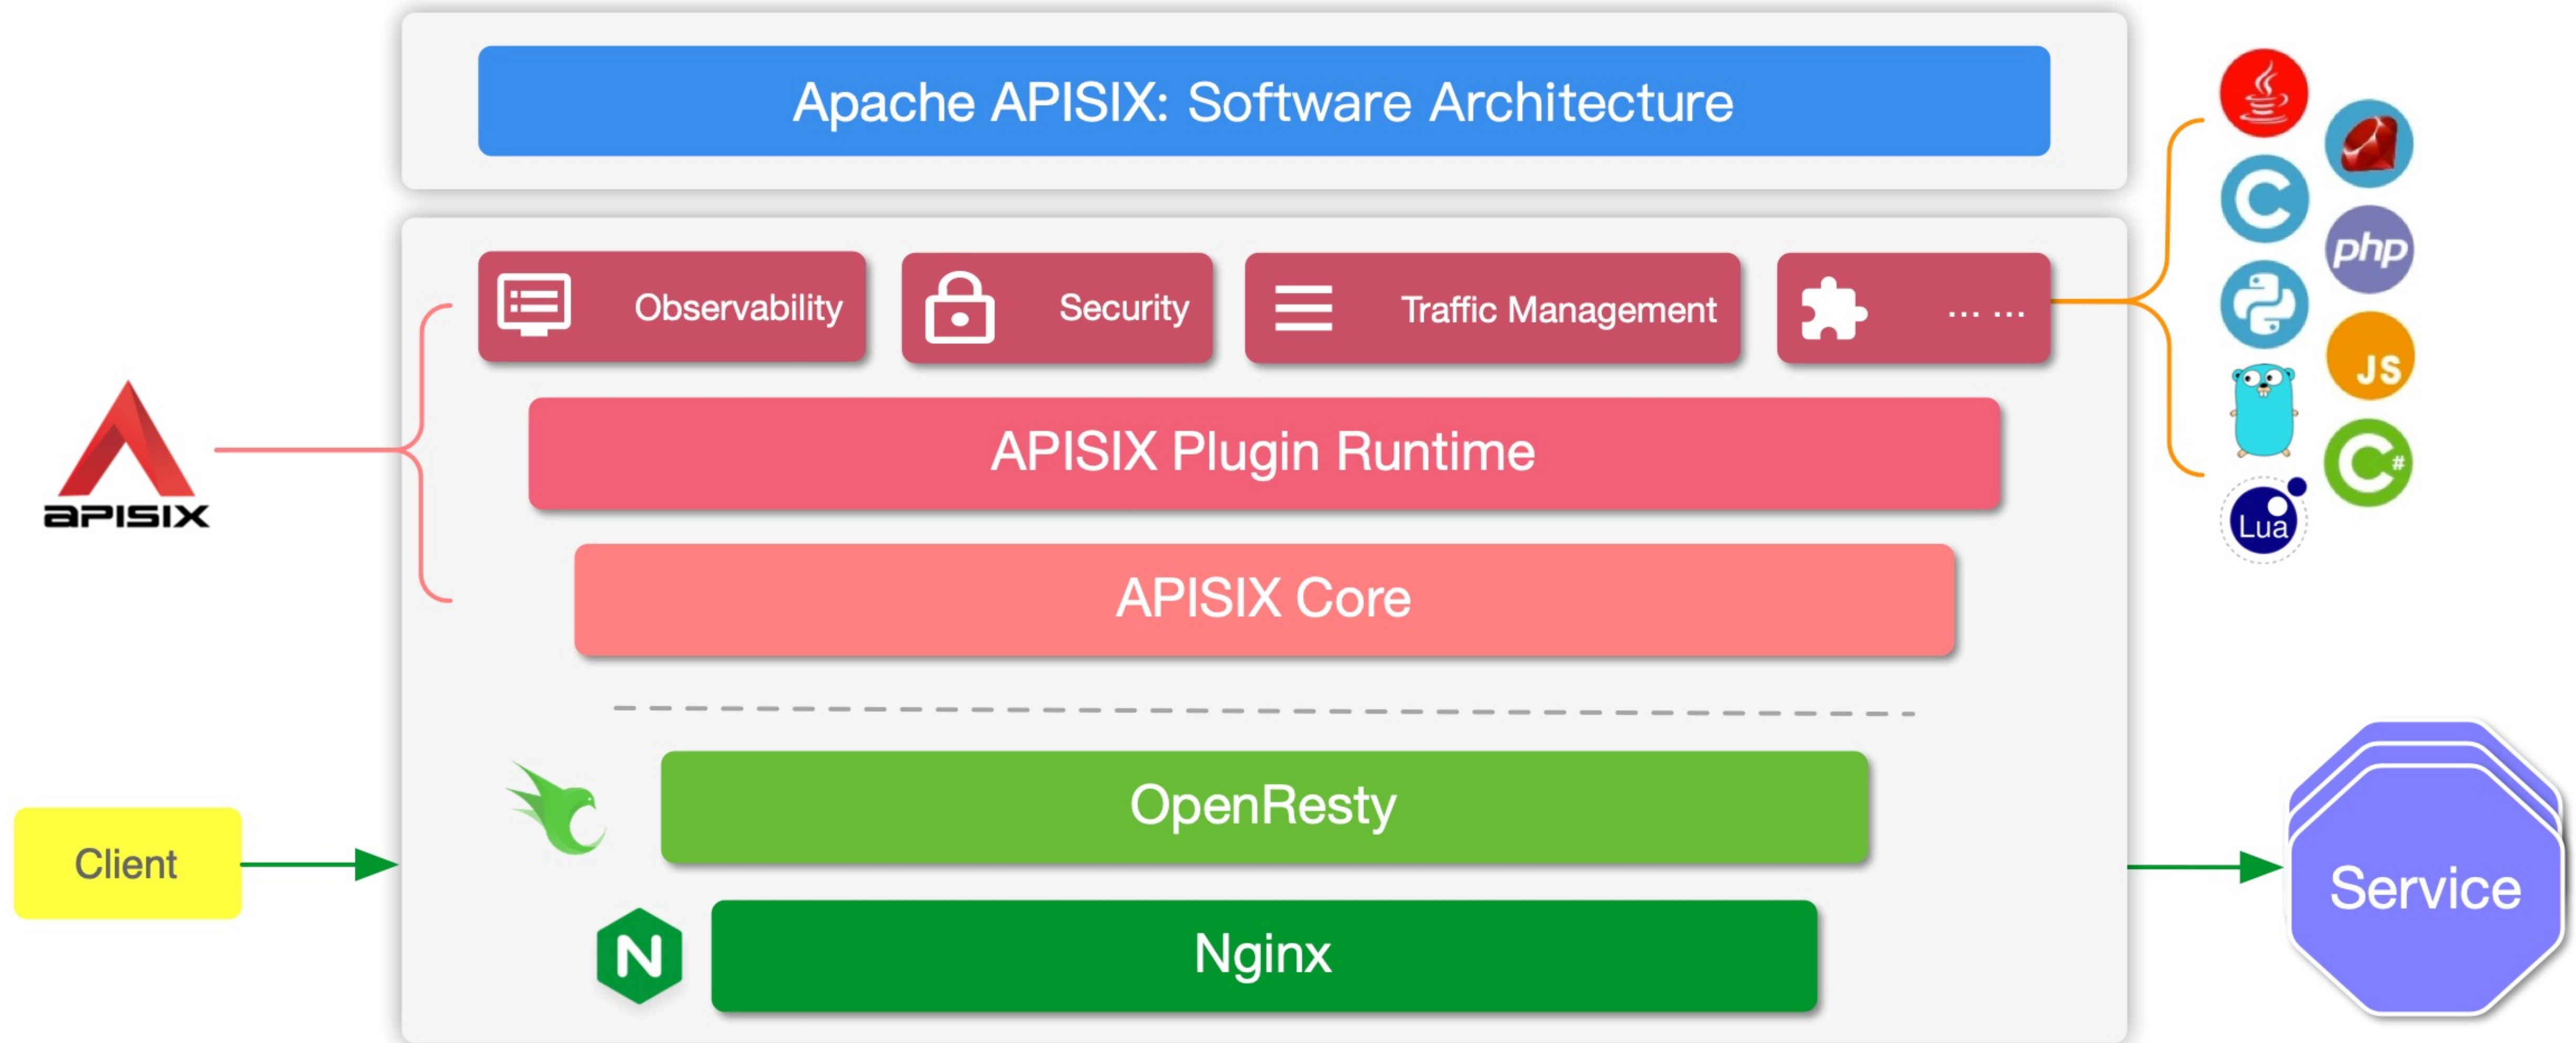 Apache APISIX: Software Architecture
Observability
Security
Traffic Management
... ...
APISIX Plugin Runtime
APISIX Core
OpenResty
Nginx
APISIX
Client
Service
C
php
JS
C#
Lua
N